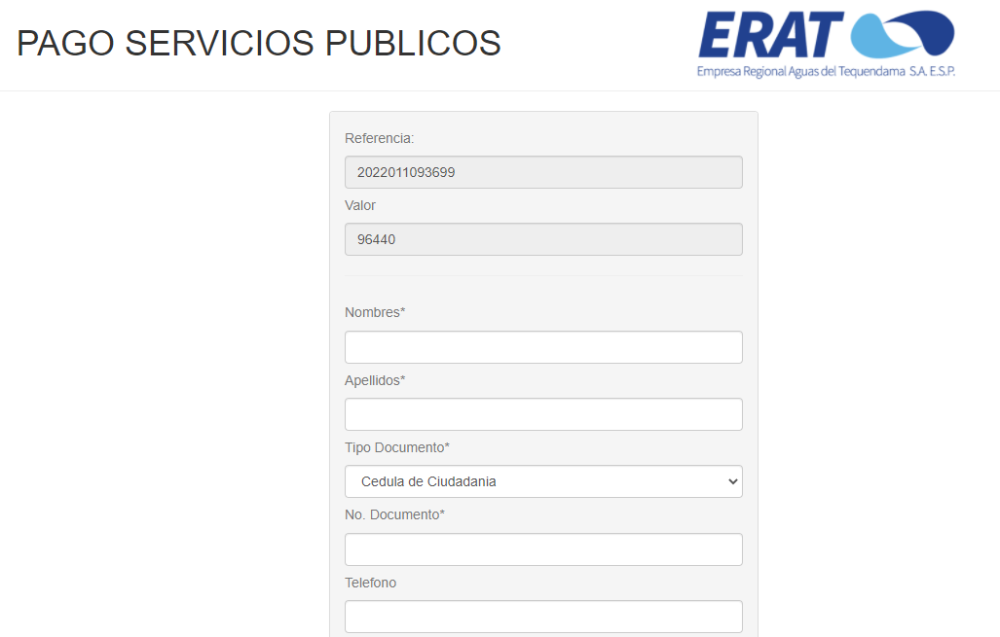 PAGO SERVICIOS PUBLICOS
ERAT
Empresa Regional Aguas del Tequendama S.A. E.S.P.
Referencia:
2022011093699
Valor
96440
Nombres*
Apellidos*
Tipo Documento*
Cedula de Ciudadania
No. Documento*
Telefono